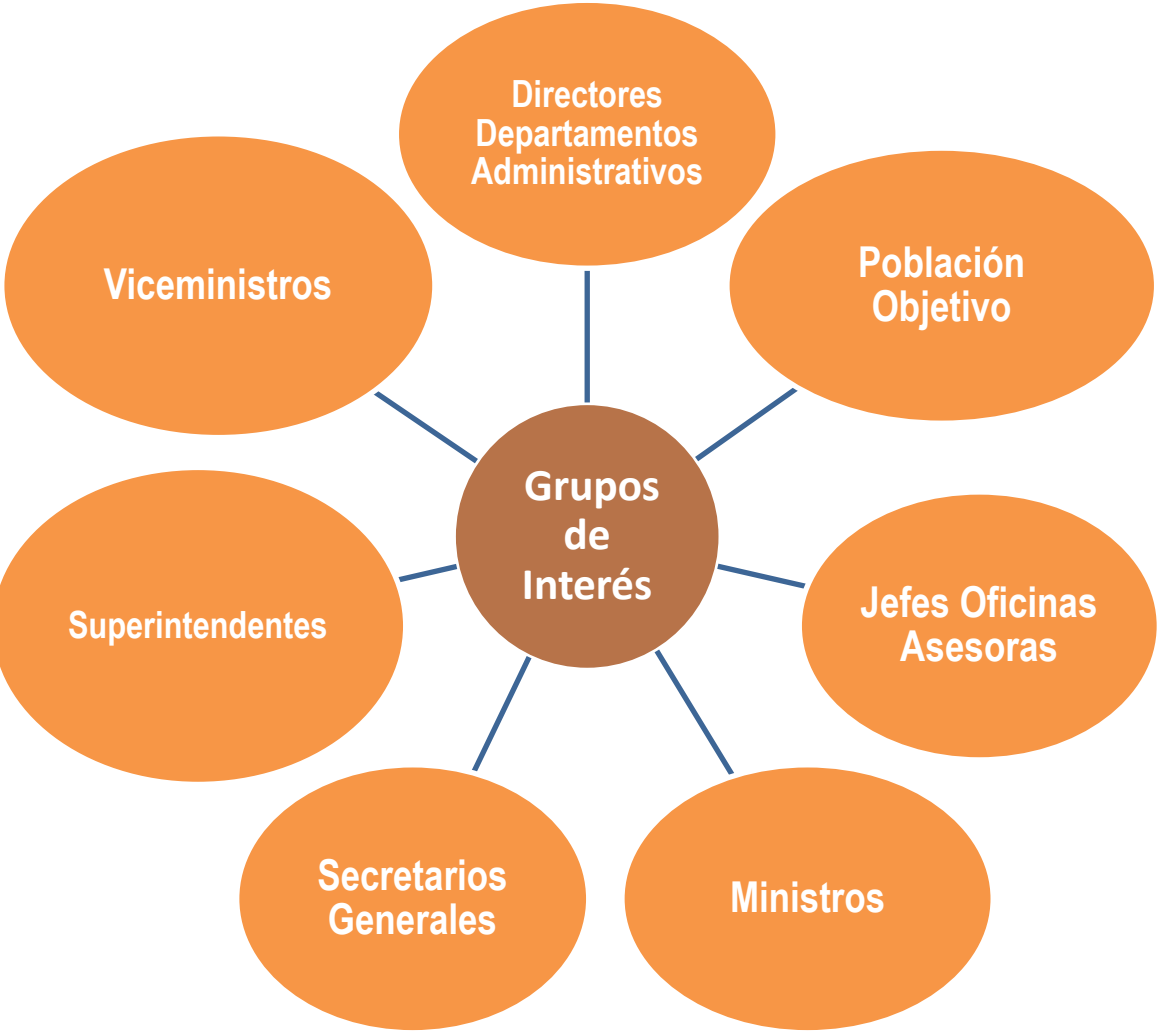 Directores
Departamentos
Administrativos
Población
Objetivo
Viceministros
Grupos
de
Interés
Jefes Oficinas
Asesoras
Superintendentes
Secretarios
Generales
Ministros